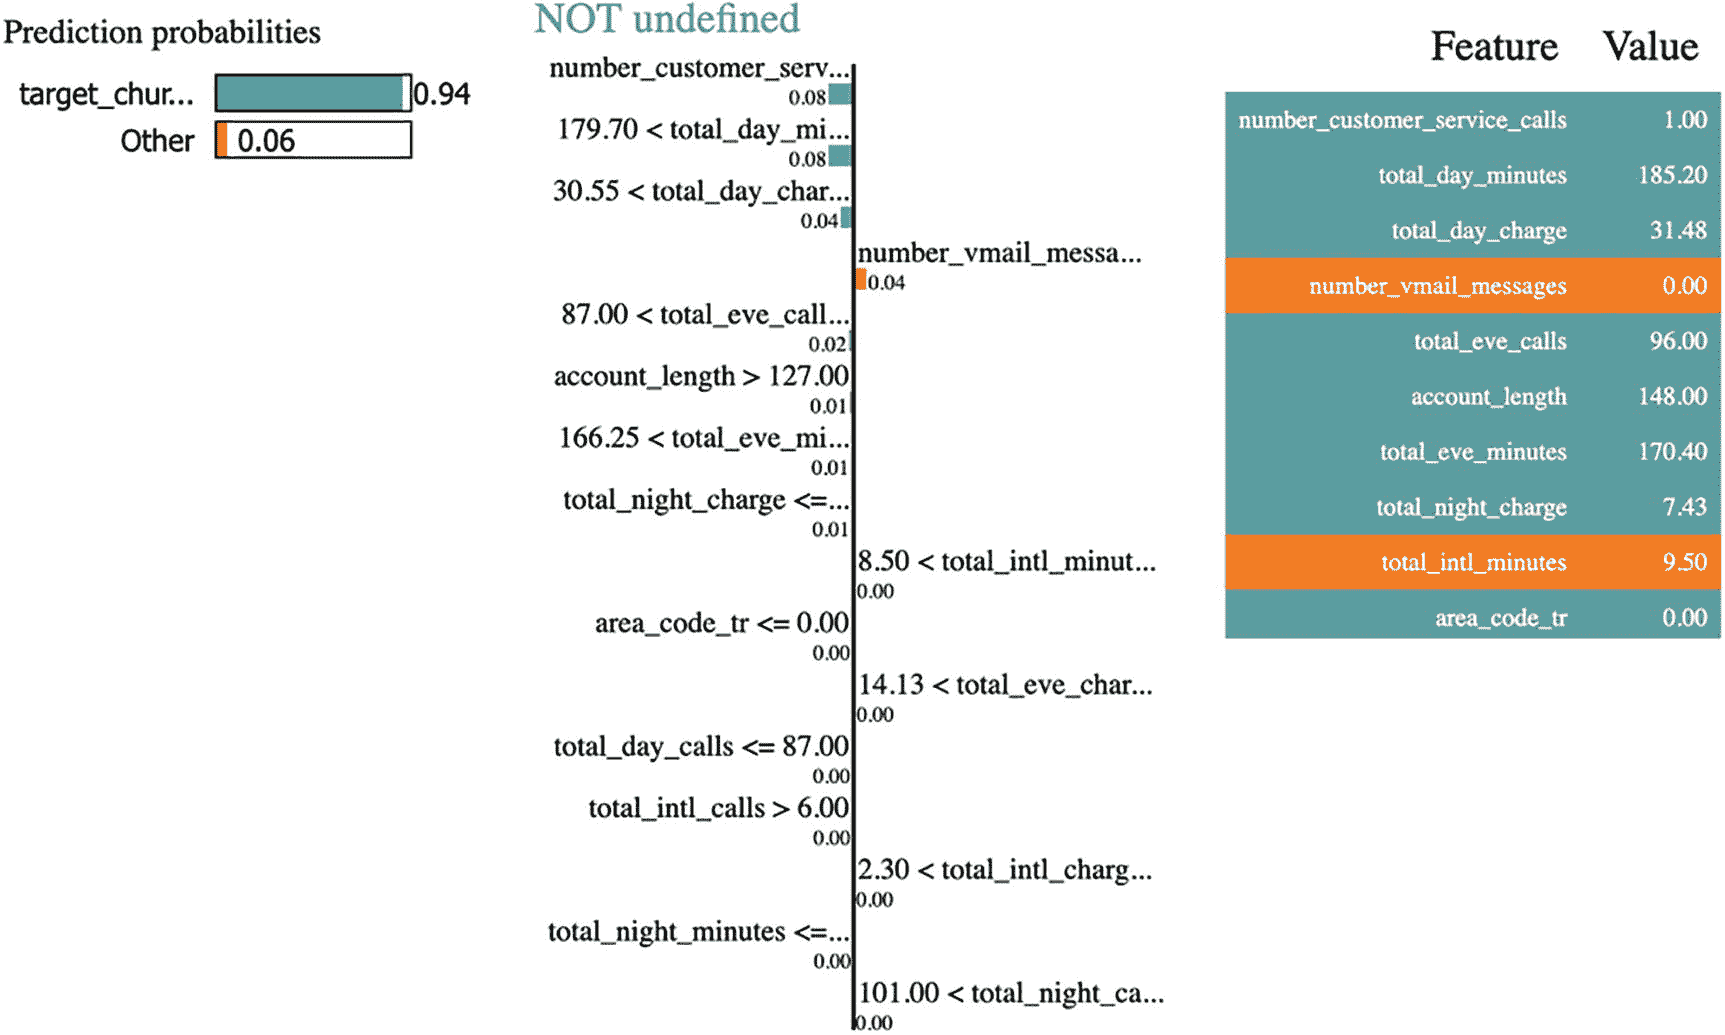 Prediction probabilities
target_chur... 0.94
Other 0.06
NOT undefined
number_customer_serv...
0.08
179.70 < total_day_mi...
0.08
30.55 < total_day_char...
0.04
number_vmail_messa...
0.04
87.00 < total_eve_call...
0.02
account_length > 127.00
0.01
166.25 < total_eve_mi...
0.01
total_night_charge <=...
0.01
8.50 < total_intl_minut...
0.00
area_code_tr <= 0.00
0.00
14.13 < total_eve_char...
0.00
total_day_calls <= 87.00
0.00
total_intl_calls > 6.00
0.00
2.30 < total_intl_charg...
0.00
total_night_minutes <=...
0.00
101.00 < total_night_ca...
0.00
Feature Value
number_customer_service_calls 1.00
total_day_minutes 185.20
total_day_charge 31.48
number_vmail_messages 0.00
total_eve_calls 96.00
account_length 148.00
total_eve_minutes 170.40
total_night_charge 7.43
total_intl_minutes 9.50
area_code_tr 0.00